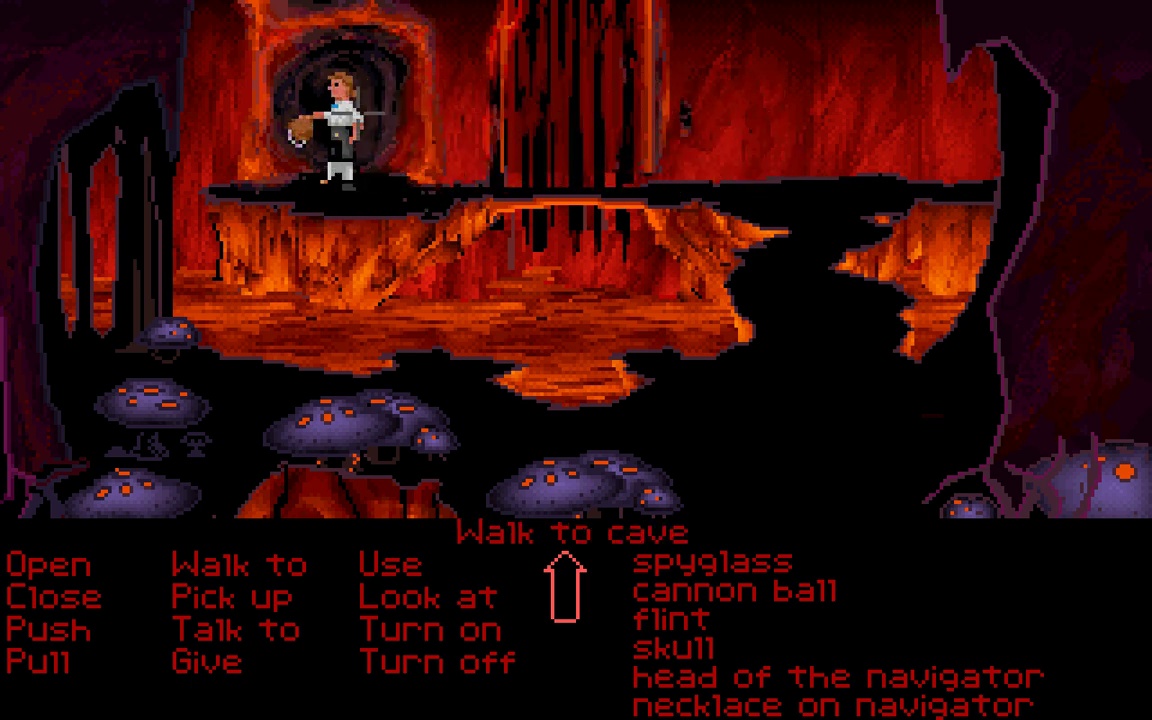 Walk to cave
Open Walk to Use
Close Pick up Look at
Push Talk to Turn on
Pull Give Turn off
spyglass
cannon ball
flint
skull
head of the navigator
necklace on navigator